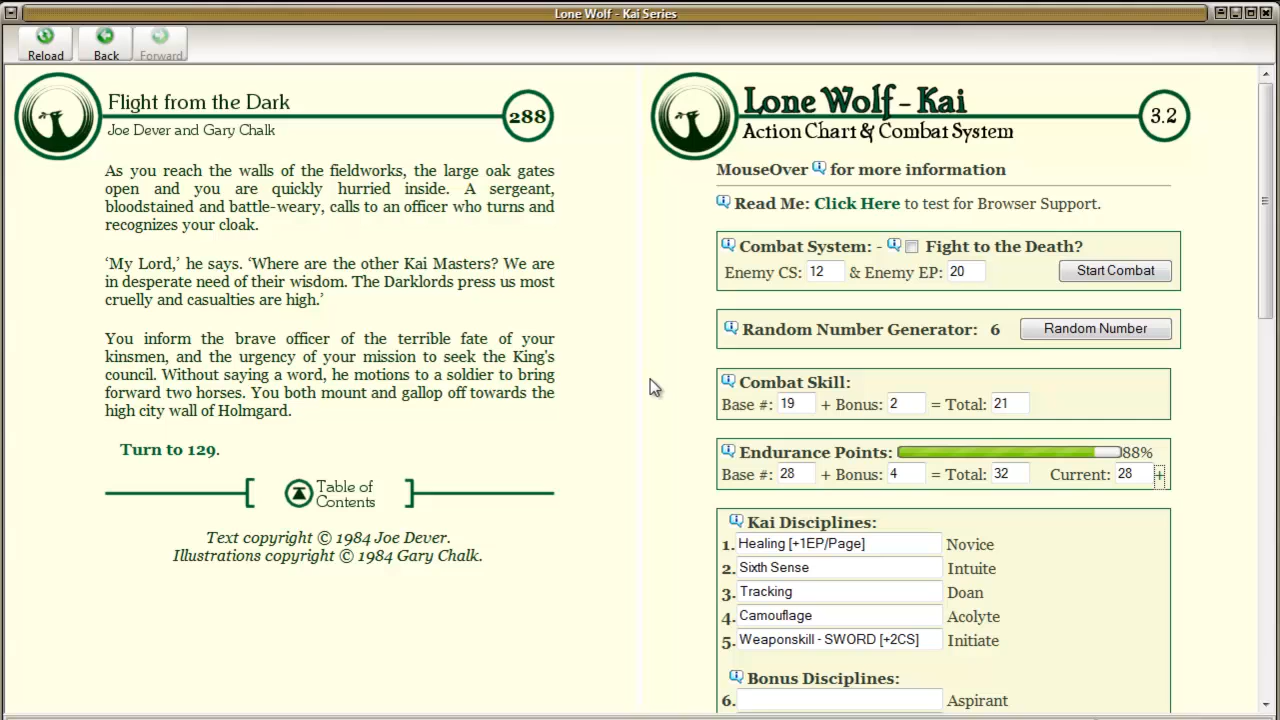 Lone Wolf - Kai Series
Reload Back Forward
Flight from the Dark
288
Joe Dever and Gary Chalk
As you reach the walls of the fieldworks, the large oak gates
open and you are quickly hurried inside. A sergeant,
bloodstained and battle-weary, calls to an officer who turns and
recognizes your cloak.
‘My Lord,’ he says. ‘Where are the other Kai Masters? We are
in desperate need of their wisdom. The Darklords press us most
cruelly and casualties are high.’
You inform the brave officer of the terrible fate of your
kinsmen, and the urgency of your mission to seek the King's
council. Without saying a word, he motions to a soldier to bring
forward two horses. You both mount and gallop off towards the
high city wall of Holmgard.
Turn to 129.
Table of
Contents
Text copyright © 1984 Joe Dever.
Illustrations copyright © 1984 Gary Chalk.
Lone Wolf - Kai
Action Chart & Combat System
3.2
MouseOver for more information
Read Me: Click Here to test for Browser Support.
Combat System: - Fight to the Death?
Enemy CS: 12 & Enemy EP: 20 Start Combat
Random Number Generator: 6 Random Number
Combat Skill:
Base #: 19 + Bonus: 2 = Total: 21
Endurance Points: 88%
Base #: 28 + Bonus: 4 = Total: 32 Current: 28 +
Kai Disciplines:
1. Healing [+1EP/Page] Novice
2. Sixth Sense Intuite
3. Tracking Doan
4. Camouflage Acolyte
5. Weaponskill - SWORD [+2CS] Initiate
Bonus Disciplines:
6. Aspirant